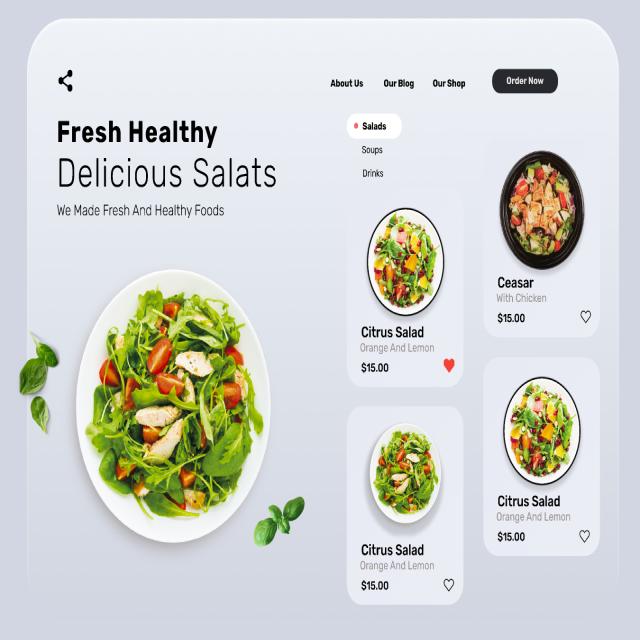 About Us
Our Blog
Our Shop
Order Now
Fresh Healthy
Delicious Salats
We Made Fresh And Healthy Foods
Salads
Soups
Drinks
Citrus Salad
Orange And Lemon
$15.00
Ceasar
With Chicken
$15.00
Citrus Salad
Orange And Lemon
$15.00
Citrus Salad
Orange And Lemon
$15.00